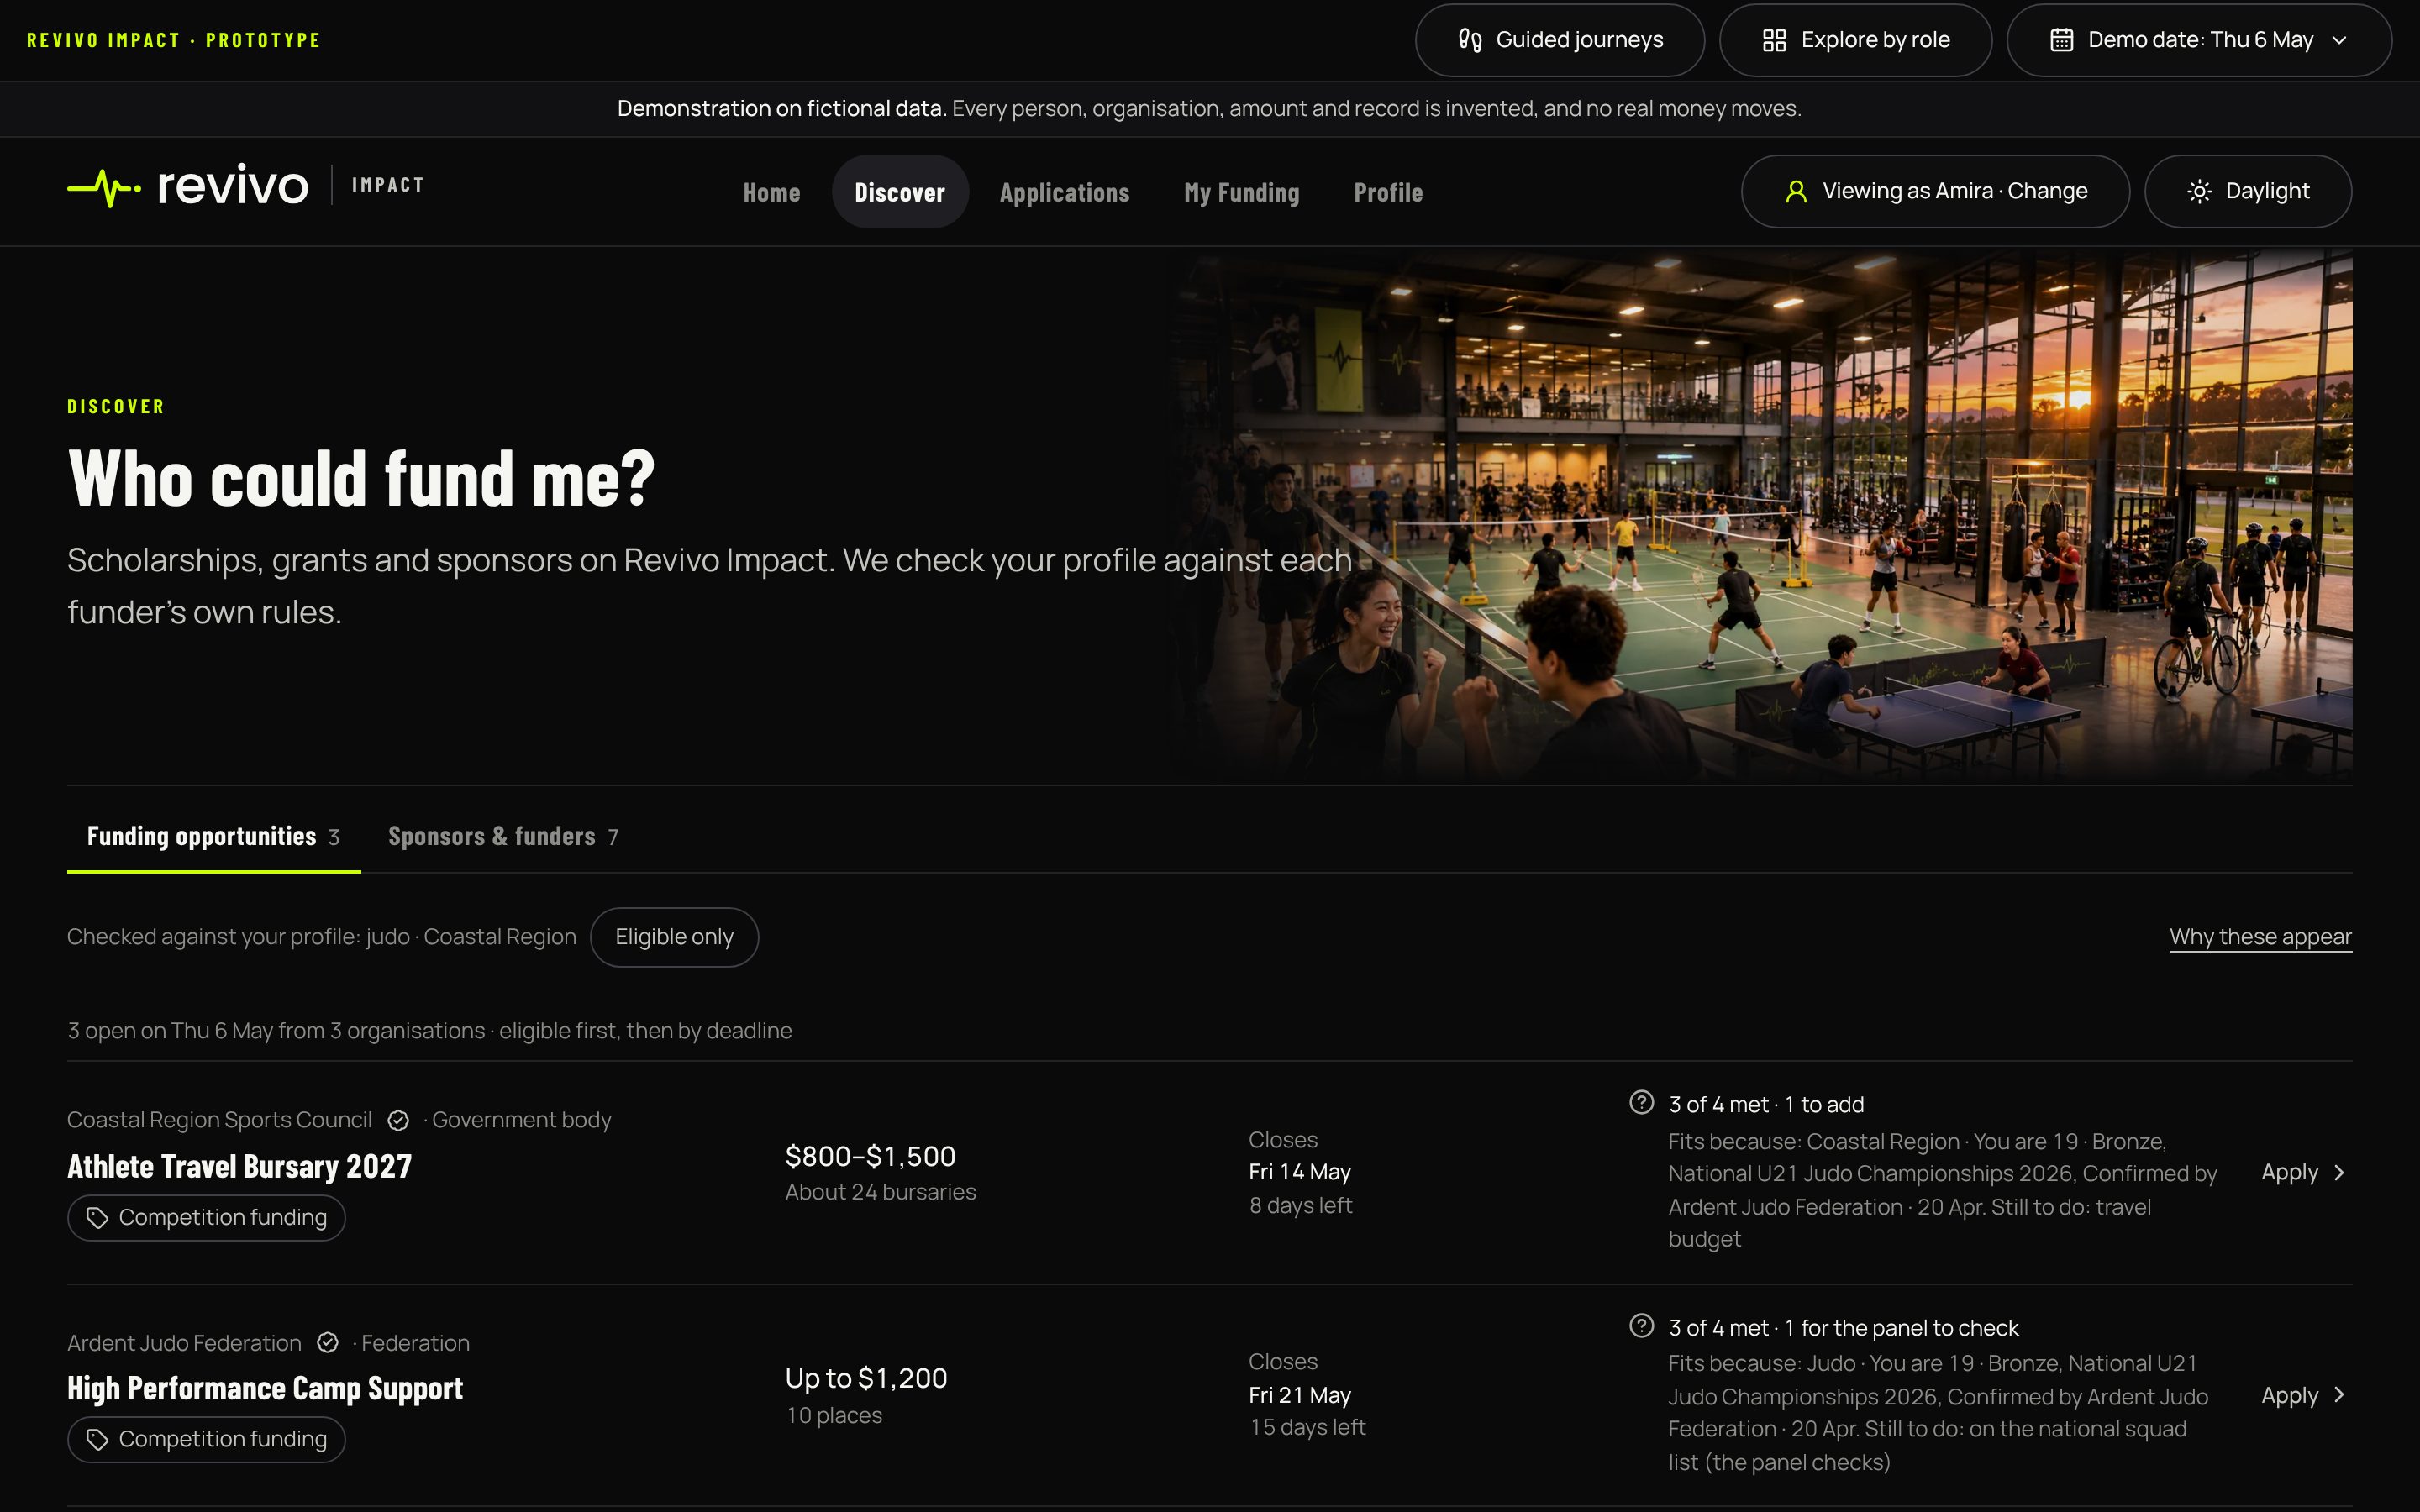 REVIVO IMPACT · PROTOTYPE
Guided journeys
Explore by role
Demo date: Thu 6 May
Demonstration on fictional data. Every person, organisation, amount and record is invented, and no real money moves.
revivo
IMPACT
Home
Discover
Applications
My Funding
Profile
Viewing as Amira · Change
Daylight
DISCOVER
Who could fund me?
Scholarships, grants and sponsors on Revivo Impact. We check your profile against each
funder’s own rules.
Funding opportunities 3
Sponsors & funders 7
Checked against your profile: judo · Coastal Region
Eligible only
Why these appear
3 open on Thu 6 May from 3 organisations · eligible first, then by deadline
Coastal Region Sports Council · Government body
Athlete Travel Bursary 2027
Competition funding
$800–$1,500
About 24 bursaries
Closes
Fri 14 May
8 days left
3 of 4 met · 1 to add
Fits because: Coastal Region · You are 19 · Bronze,
National U21 Judo Championships 2026, Confirmed by
Ardent Judo Federation · 20 Apr. Still to do: travel
budget
Apply
Ardent Judo Federation · Federation
High Performance Camp Support
Competition funding
Up to $1,200
10 places
Closes
Fri 21 May
15 days left
3 of 4 met · 1 for the panel to check
Fits because: Judo · You are 19 · Bronze, National U21
Judo Championships 2026, Confirmed by Ardent Judo
Federation · 20 Apr. Still to do: on the national squad
list (the panel checks)
Apply